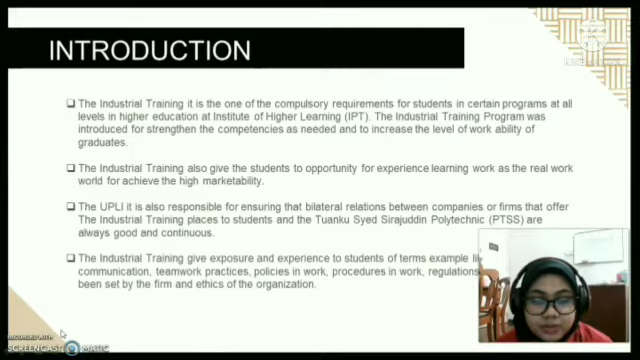 INTRODUCTION
The Industrial Training it is the one of the compulsory requirements for students in certain programs at all
levels in higher education at Institute of Higher Learning (IPT). The Industrial Training Program was
introduced for strengthen the competencies as needed and to increase the level of work ability of
graduates.
The Industrial Training also give the students to opportunity for experience learning work as the real work
world for achieve the high marketability.
The UPLI it is also responsible for ensuring that bilateral relations between companies or firms that offer
The Industrial Training places to students and the Tuanku Syed Sirajuddin Polytechnic (PTSS) are
always good and continuous.
The Industrial Training give exposure and experience to students of terms example
communication, teamwork practices, policies in work, procedures in work, regulations
been set by the firm and ethics of the organization.
RECORDED WITH
SCREENCAST MATIC